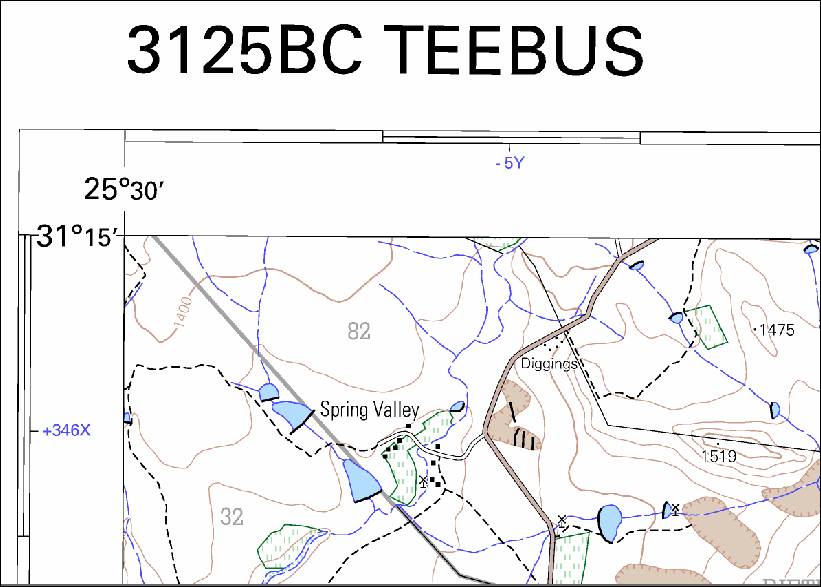 3125BC TEEBUS
-5Y
25°30′
31°15′
1400
82
1475
Diggings
Spring Valley
+346X
1519
32